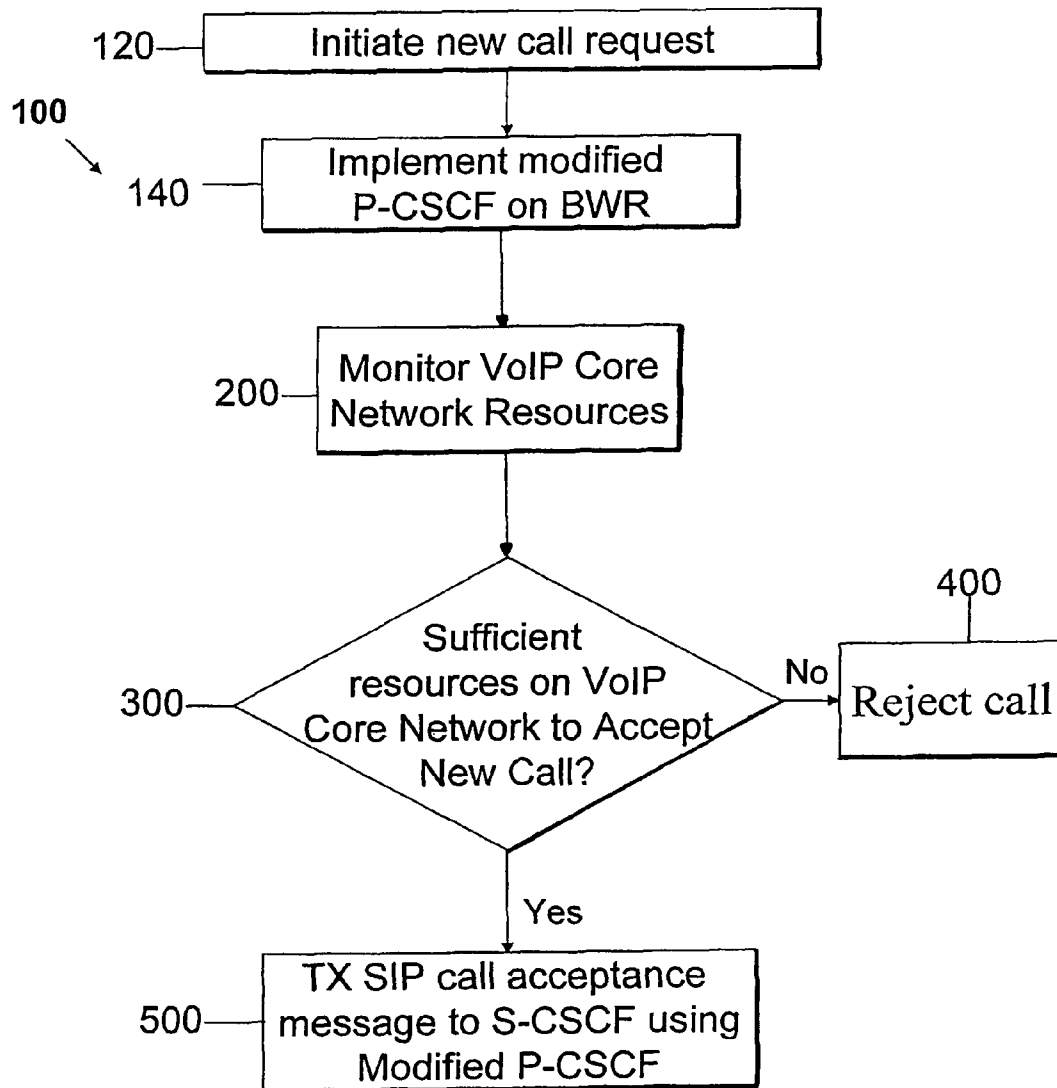 120
Initiate new call request
100
140
Implement modified
P-CSCF on BWR
200
Monitor VoIP Core
Network Resources
300
Sufficient
resources on VoIP
Core Network to Accept
New Call?
No
400
Reject call
Yes
500
TX SIP call acceptance
message to S-CSCF using
Modified P-CSCF